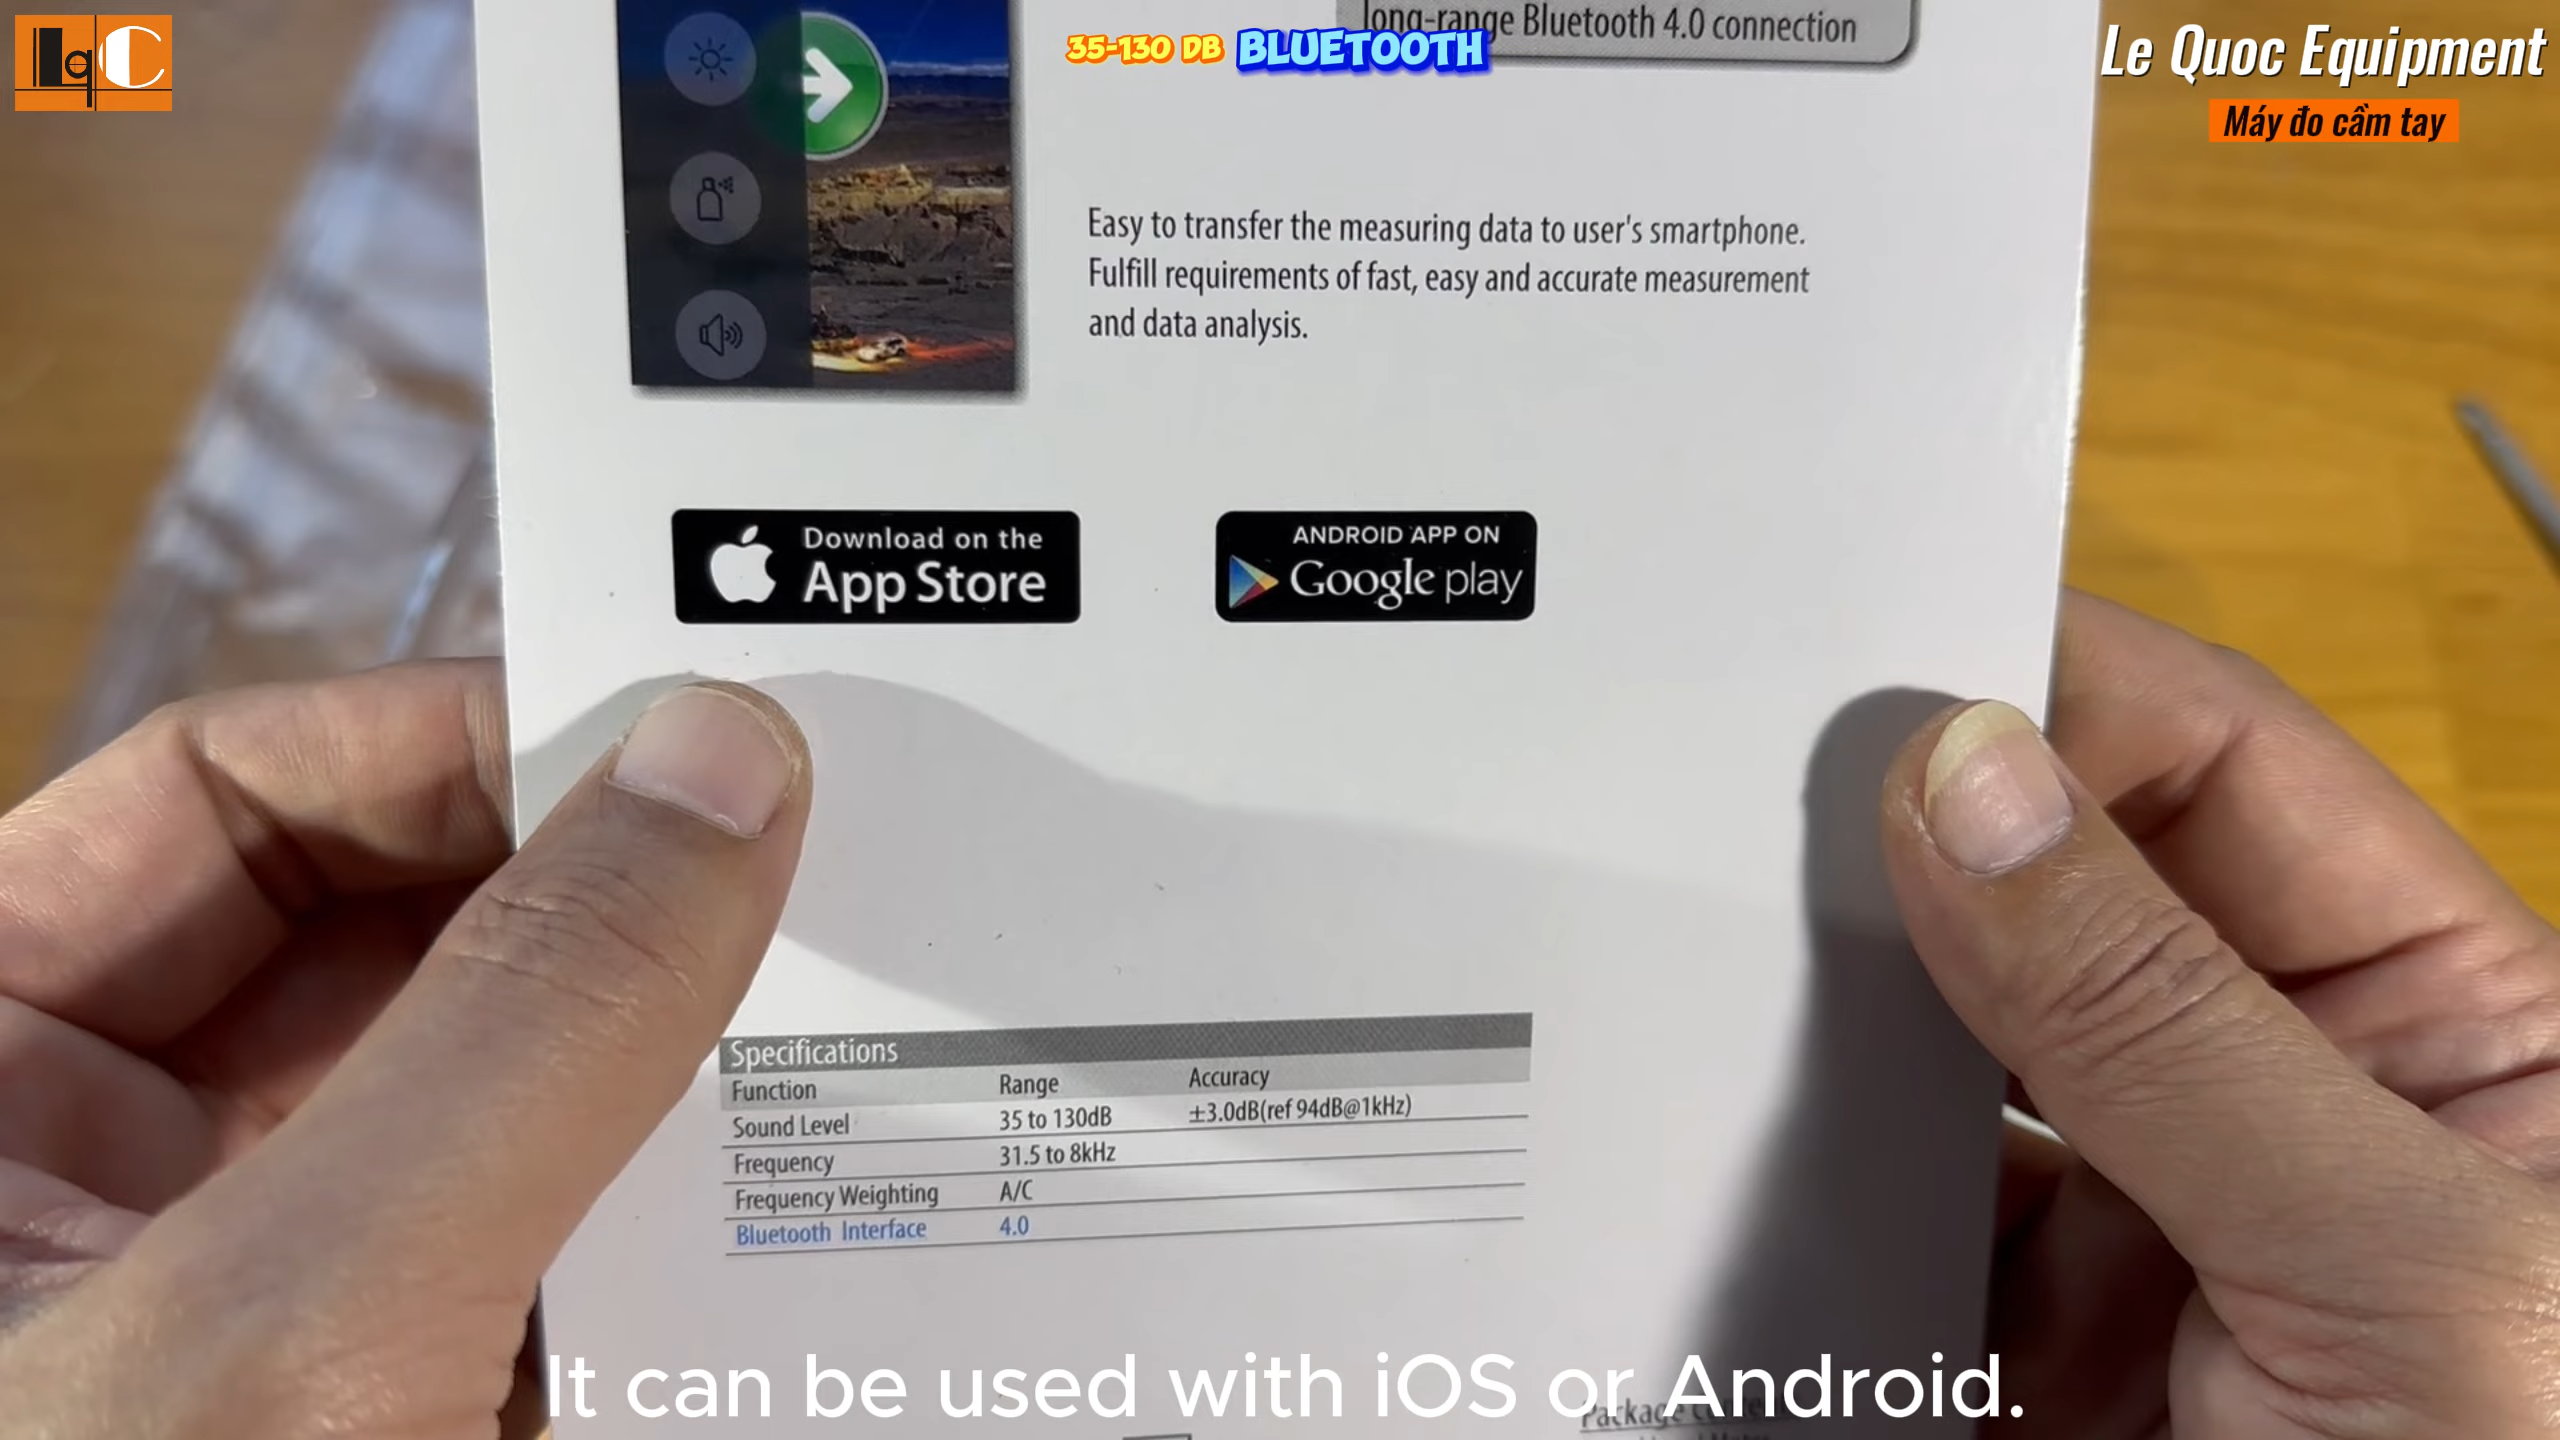 lqC
35-130 DB BLUETOOTH
Le Quoc Equipment
Máy đo cầm tay
long-range Bluetooth 4.0 connection
Easy to transfer the measuring data to user's smartphone.
Fulfill requirements of fast, easy and accurate measurement
and data analysis.
Download on the
App Store
ANDROID APP ON
Google play
Specifications
Function Range Accuracy
Sound Level 35 to 130dB ±3.0dB(ref 94dB@1kHz)
Frequency 31.5 to 8kHz
Frequency Weighting A/C
Bluetooth Interface 4.0
It can be used with iOS or Android.
Package